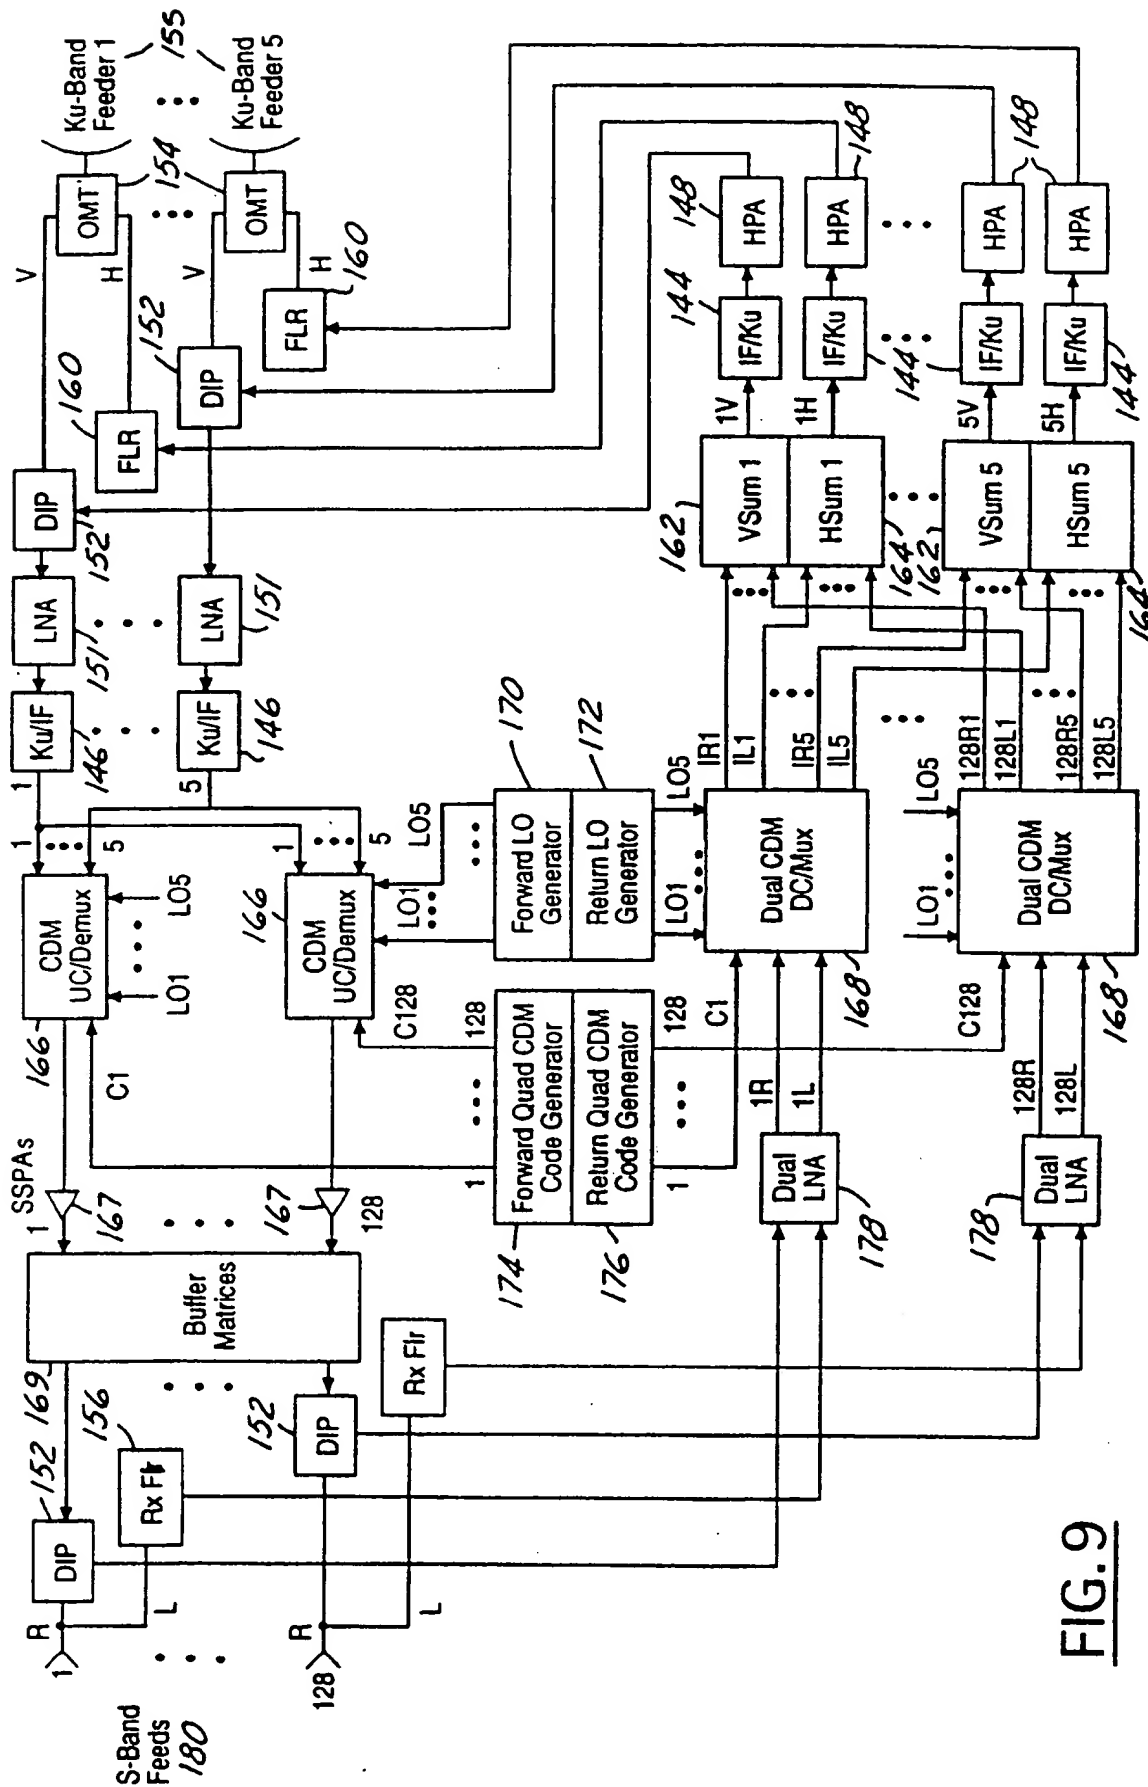 S-Band
Feeds
180
1
R
L
DIP
152
Rx Flr
156
128
R
L
DIP
152
Rx Flr
169
Buffer
Matrices
1
SSPAs
167
167
128
C1
166
CDM
UC/Demux
LO1
LO5
1
5
CDM
UC/Demux
166
C128
LO1
LO5
1
5
1
Ku/IF
146
5
Ku/IF
146
LNA
151
LNA
151
DIP
152
FLR
160
DIP
152
FLR
160
V
H
V
H
OMT
154
OMT
Ku-Band
Feeder 1
155
Ku-Band
Feeder 5
1
128
174
Forward Quad CDM
Code Generator
176
Return Quad CDM
Code Generator
1
128
Forward LO
Generator
170
Return LO
Generator
172
LO1
LO5
C1
1R
1L
Dual
LNA
178
Dual CDM
DC/Mux
168
IR1
IL1
IR5
IL5
C128
128R
128L
Dual
LNA
178
LO1
LO5
Dual CDM
DC/Mux
168
128R1
128L1
128R5
128L5
162
VSum 1
HSum 1
164
162
VSum 5
HSum 5
164
1V
1H
5V
5H
144
IF/Ku
IF/Ku
144
IF/Ku
IF/Ku
144
148
HPA
HPA
148
HPA
HPA
148
FIG. 9